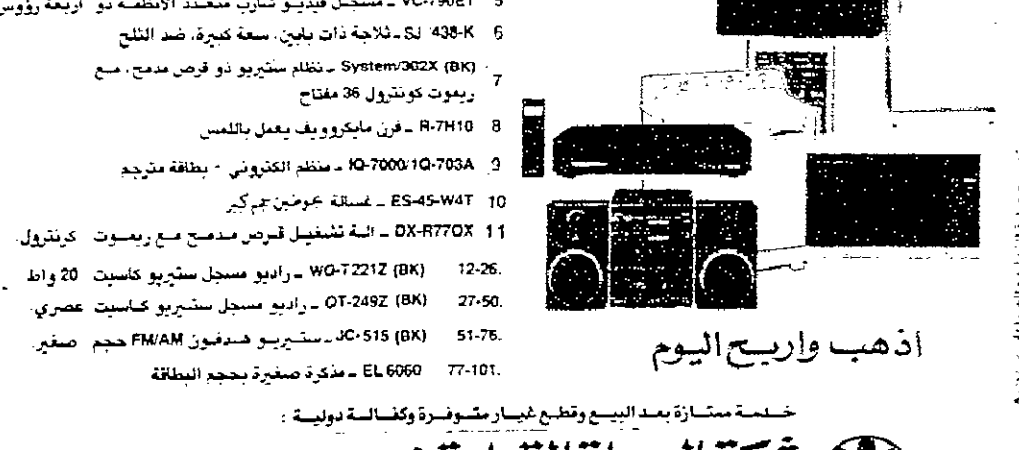 5 VC-790ET ـ مسجل فيديو شارب متعدد الأنظمة ذو أربعة رؤوس
6 SJ 438-K ـ ثلاجة ذات بابين، سعة كبيرة، ضد الثلج
7 System/302X (BK) ـ نظام ستيريو ذو قرص مدمج، مع
ريموت كونترول 36 مفتاح
8 R-7H10 ـ فرن مايكروويف يعمل باللمس
9 IQ-7000/IQ-703A ـ منظم الكتروني - بطاقة مترجم
10 ES-45-W4T ـ غسالة بحوضين حجم كبير
11 DX-R770X ـ الة تشغيل قرص مدمج مع ريموت كرنترول.
12-26. WQ-T221Z (BK) ـ راديو مسجل ستيريو كاسيت 20 واط
27-50. QT-249Z (BK) ـ راديو مسجل ستيريو كاسيت عصري.
51-76. JC-515 (BK) ـ ستيريو هدفون FM/AM حجم صغير.
77-101. EL 6060 ـ مذكرة صغيرة بحجم البطاقة
اذهب واربح اليوم
خدمة ممتازة بعد البيع وقطع غيار متوفرة وكفالة دولية :